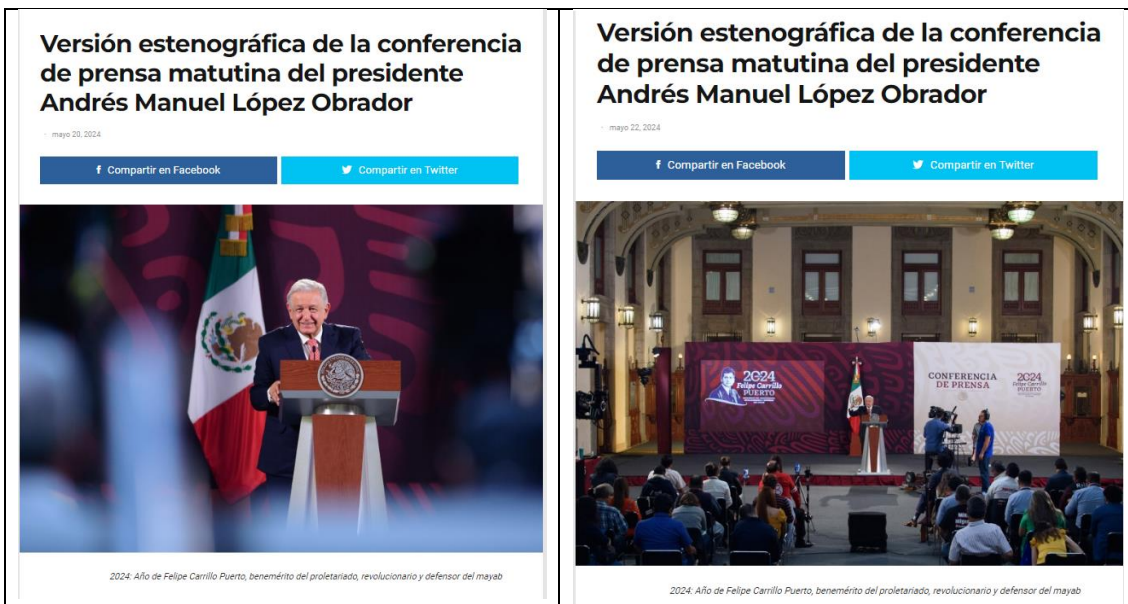 Versión estenográfica de la conferencia
de prensa matutina del presidente
Andrés Manuel López Obrador
mayo 20, 2024
f Compartir en Facebook
Compartir en Twitter
2024: Año de Felipe Carrillo Puerto, benemérito del proletariado, revolucionario y defensor del mayab
Versión estenográfica de la conferencia
de prensa matutina del presidente
Andrés Manuel López Obrador
mayo 22, 2024
f Compartir en Facebook
Compartir en Twitter
2024
Felipe Carrillo
PUERTO
CONFERENCIA
DE PRENSA
2024
Felipe Carrillo
PUERTO
2024: Año de Felipe Carrillo Puerto, benemérito del proletariado, revolucionario y defensor del mayab